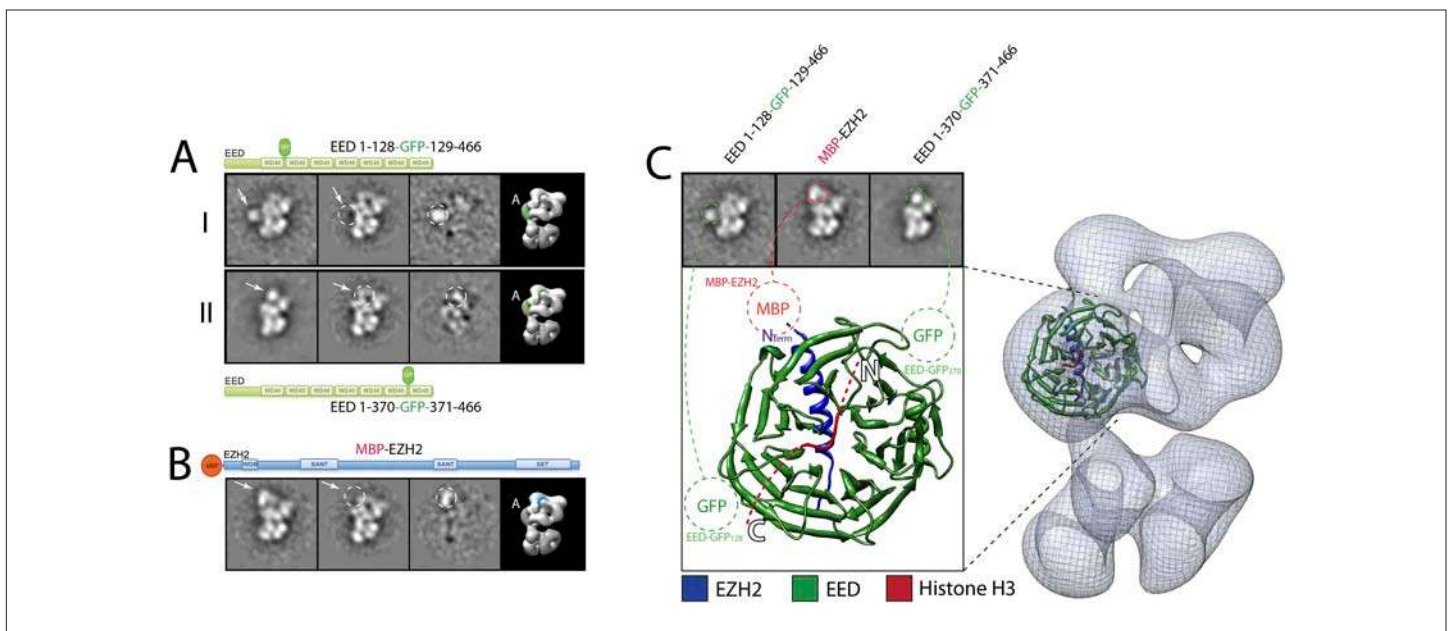 A
EED
GFP
EED 1-128-GFP-129-466
WD40 WD40 WD40 WD40 WD40 WD40 WD40
I
A
II
A
EED
GFP
WD40 WD40 WD40 WD40 WD40 WD40 WD40
EED 1-370-GFP-371-466
B
MBP-EZH2
MBP
EZH2
SANT SANT SET
A
C
EED 1-128-GFP-129-466
MBP-EZH2
EED 1-370-GFP-371-466
MBP-EZH2
MBP
Nterm
GFP
EED-GFP370
N
GFP
EED-GFP128
C
EZH2 EED Histone H3